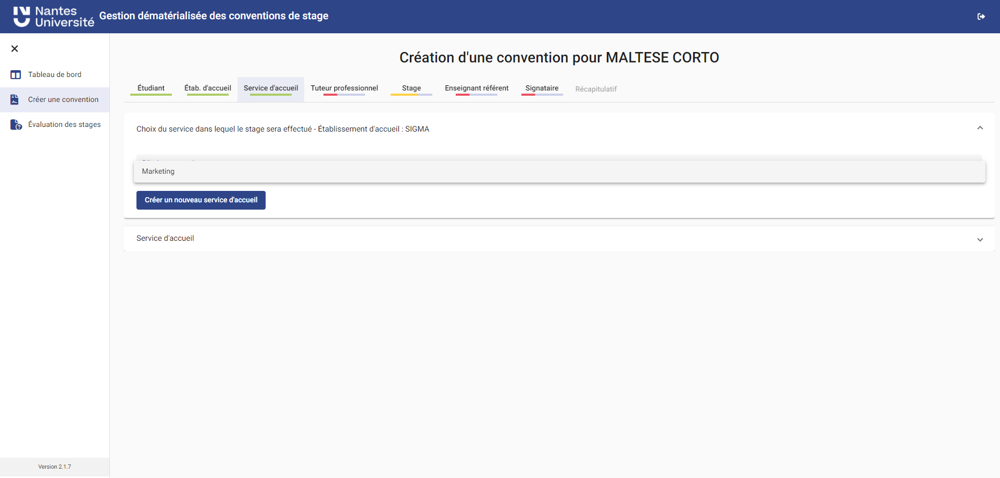 Nantes
Université
Gestion dématérialisée des conventions de stage
Création d'une convention pour MALTESE CORTO
Tableau de bord
Créer une convention
Évaluation des stages
Étudiant
Étab. d'accueil
Service d'accueil
Tuteur professionnel
Stage
Enseignant référent
Signataire
Récapitulatif
Choix du service dans lequel le stage sera effectué - Établissement d'accueil : SIGMA
Marketing
Créer un nouveau service d'accueil
Service d'accueil
Version 2.1.7